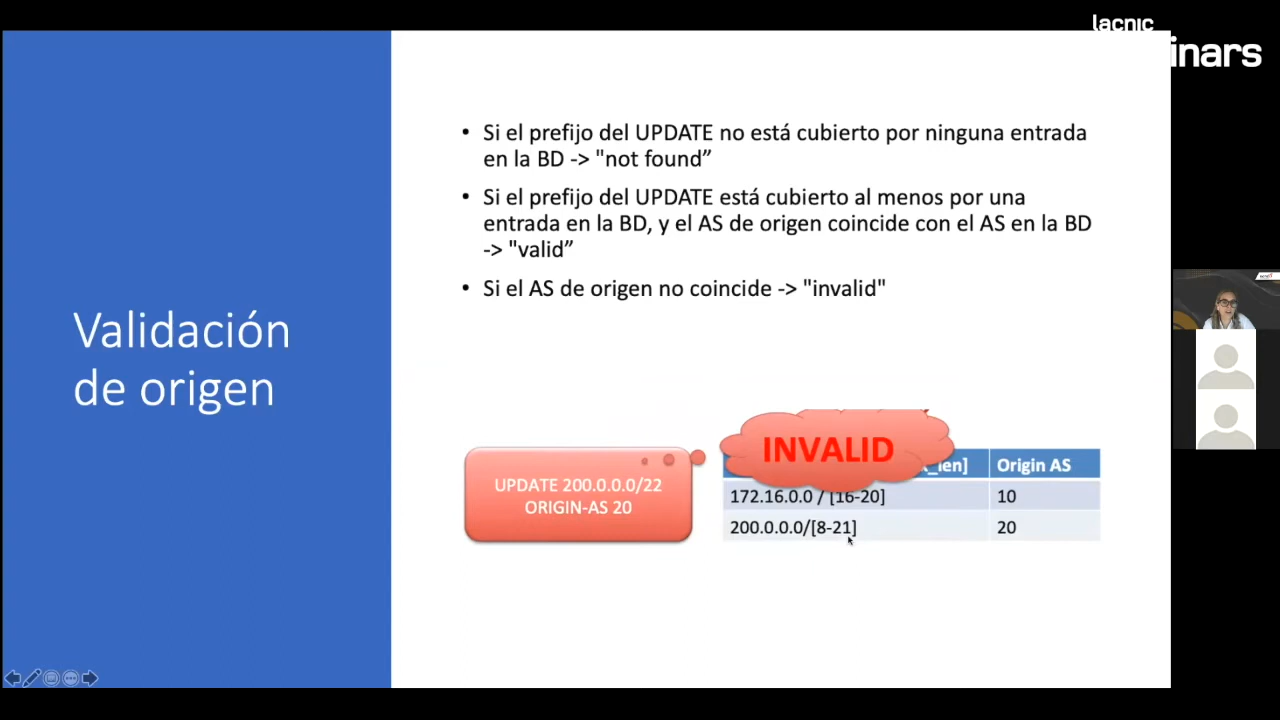 lacnic
inars
• Si el prefijo del UPDATE no está cubierto por ninguna entrada
en la BD -> "not found”
• Si el prefijo del UPDATE está cubierto al menos por una
entrada en la BD, y el AS de origen coincide con el AS en la BD
-> "valid”
• Si el AS de origen no coincide -> "invalid"
Validación
de origen
INVALID
_len]
Origin AS
UPDATE 200.0.0.0/22
ORIGIN-AS 20
172.16.0.0 / [16-20]
10
200.0.0.0/[8-21]
20